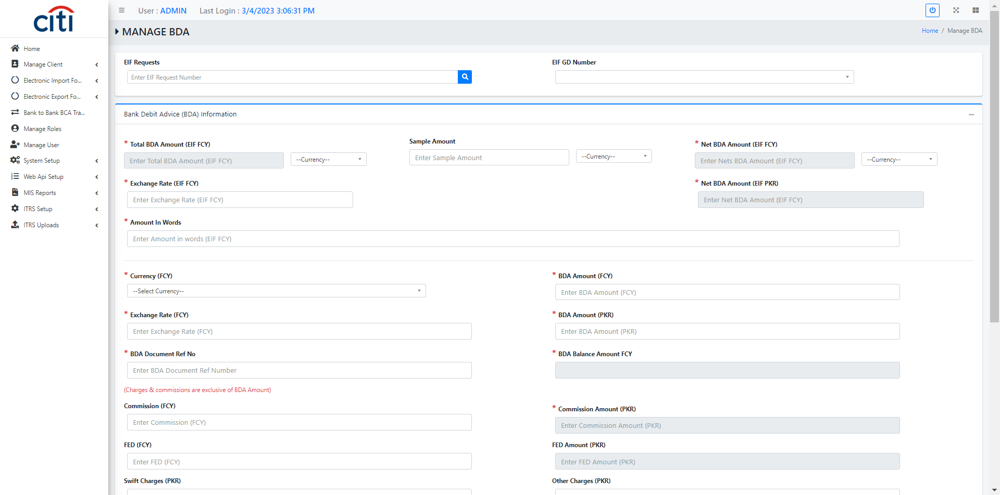 citi
User : ADMIN Last Login : 3/4/2023 3:06:31 PM
MANAGE BDA
Home / Manage BDA
Home
Manage Client
Electronic Import Fo...
Electronic Export Fo...
Bank to Bank BCA Tra...
Manage Roles
Manage User
System Setup
Web Api Setup
MIS Reports
ITRS Setup
ITRS Uploads
EIF Requests
Enter EIF Request Number
EIF GD Number
Bank Debit Advice (BDA) Information
* Total BDA Amount (EIF FCY)
Enter Total BDA Amount (EIF FCY) --Currency--
Sample Amount
Enter Sample Amount --Currency--
* Net BDA Amount (EIF FCY)
Enter Nets BDA Amount (EIF FCY) --Currency--
* Exchange Rate (EIF FCY)
Enter Exchange Rate (EIF FCY)
* Net BDA Amount (EIF PKR)
Enter Net BDA Amount (EIF FCY)
* Amount In Words
Enter Amount in words (EIF FCY)
* Currency (FCY)
--Select Currency--
* BDA Amount (FCY)
Enter BDA Amount (FCY)
* Exchange Rate (FCY)
Enter Exchange Rate (FCY)
* BDA Amount (PKR)
Enter BDA Amount (PKR)
* BDA Document Ref No
Enter BDA Document Ref Number
* BDA Balance Amount FCY
(Charges & commissions are exclusive of BDA Amount)
Commission (FCY)
Enter Commission (FCY)
* Commission Amount (PKR)
Enter Commission Amount (PKR)
FED (FCY)
Enter FED (FCY)
FED Amount (PKR)
Enter FED Amount (PKR)
Swift Charges (PKR)
Other Charges (PKR)